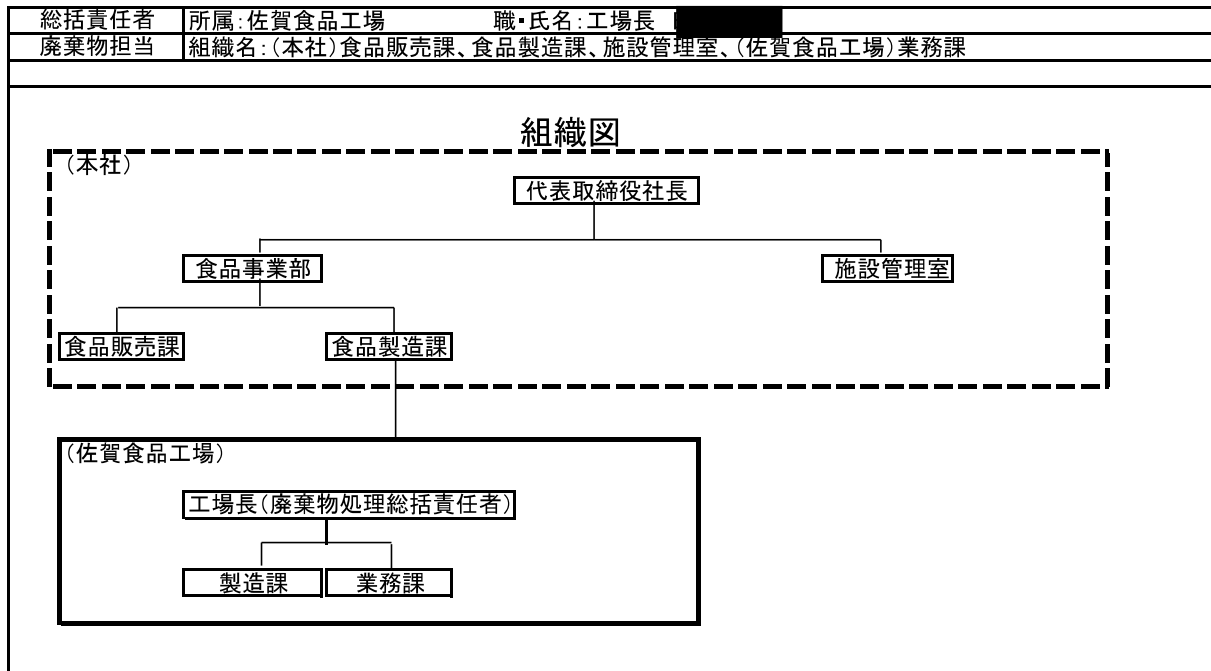 総括責任者 所属:佐賀食品工場 職・氏名:工場長
廃棄物担当 組織名:(本社)食品販売課、食品製造課、施設管理室、(佐賀食品工場)業務課
組織図
(本社)
代表取締役社長
食品事業部 施設管理室
食品販売課 食品製造課
(佐賀食品工場)
工場長(廃棄物処理総括責任者)
製造課 業務課